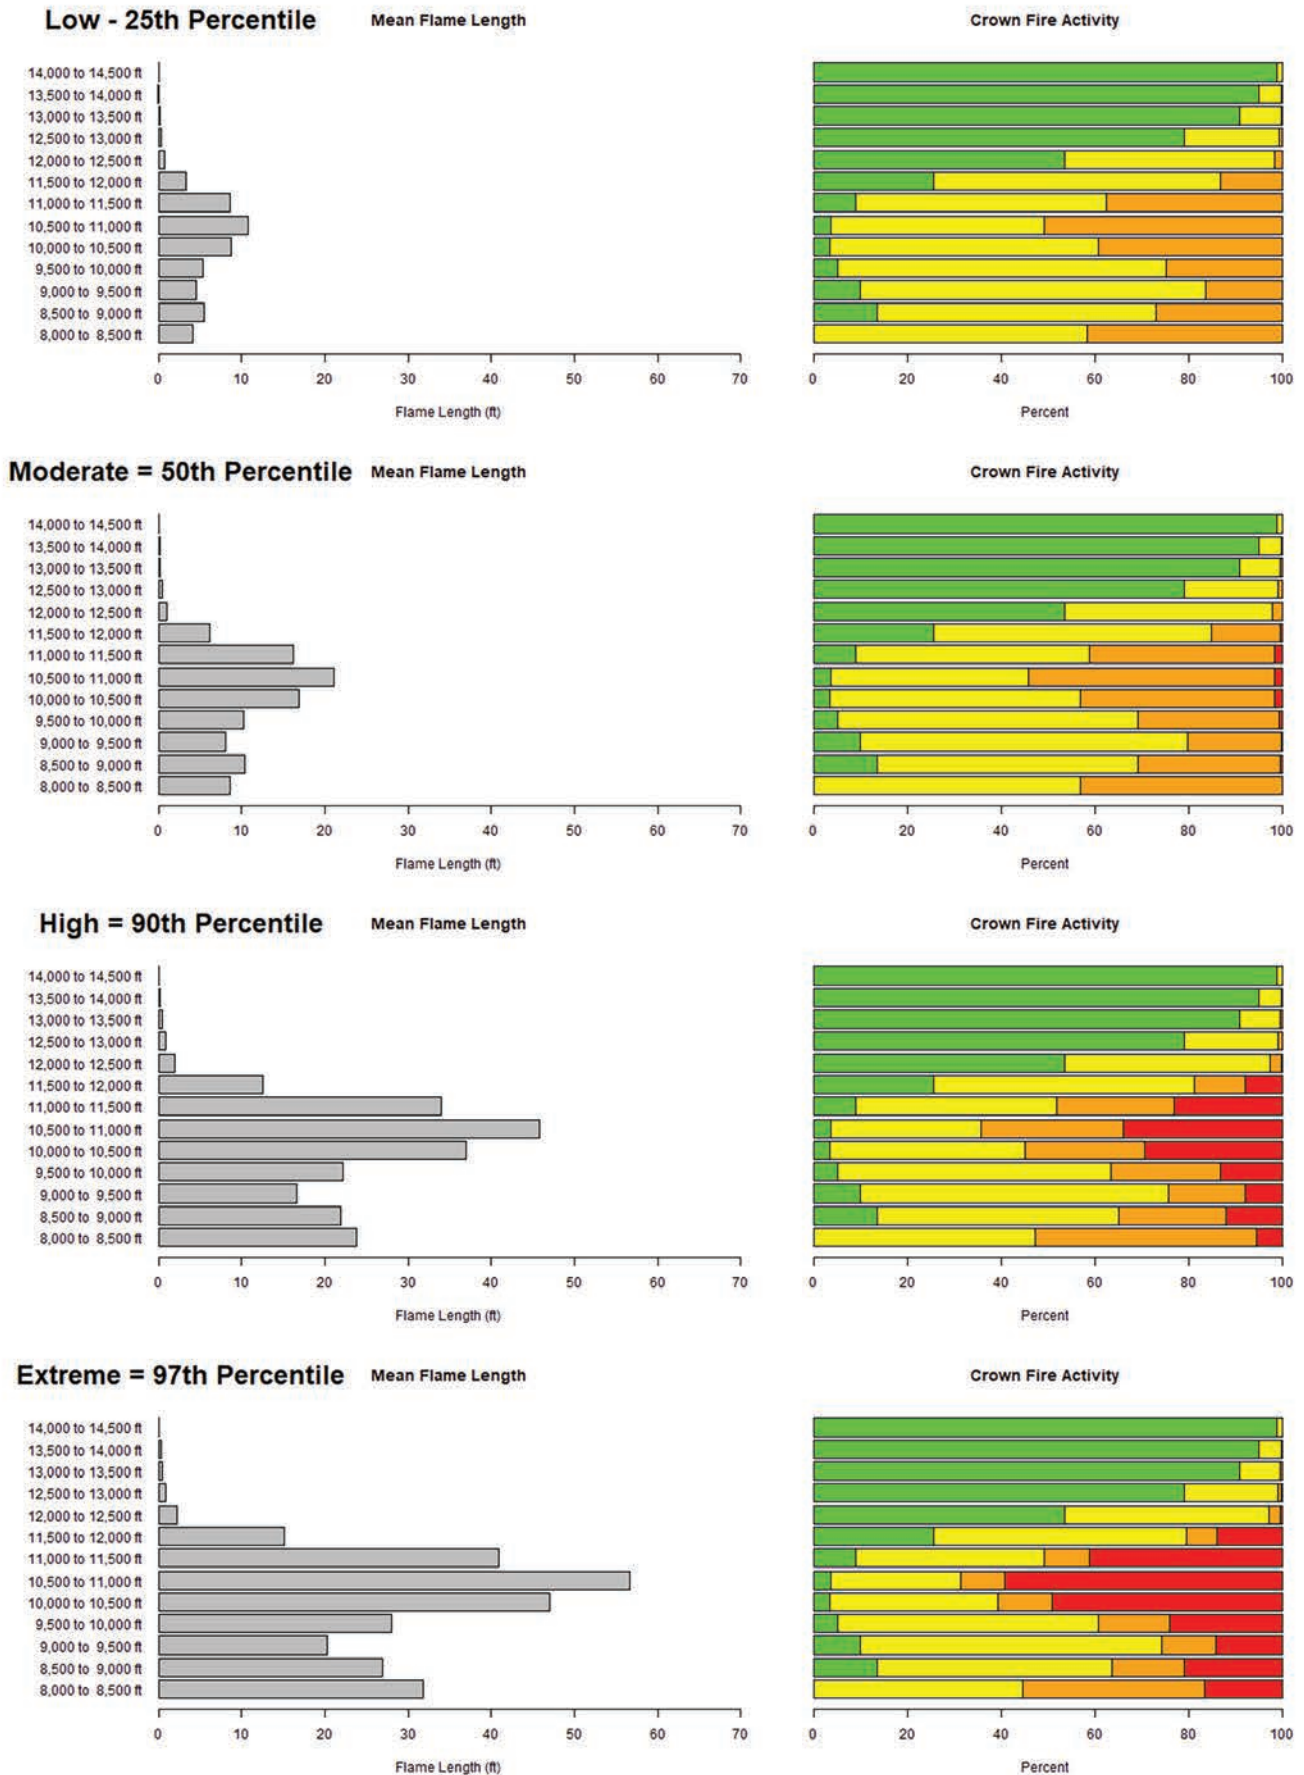 Low - 25th Percentile Mean Flame Length Crown Fire Activity
14,000 to 14,500 ft
13,500 to 14,000 ft
13,000 to 13,500 ft
12,500 to 13,000 ft
12,000 to 12,500 ft
11,500 to 12,000 ft
11,000 to 11,500 ft
10,500 to 11,000 ft
10,000 to 10,500 ft
9,500 to 10,000 ft
9,000 to 9,500 ft
8,500 to 9,000 ft
8,000 to 8,500 ft
0 10 20 30 40 50 60 70 0 20 40 60 80 100
Flame Length (ft) Percent
Moderate = 50th Percentile Mean Flame Length Crown Fire Activity
14,000 to 14,500 ft
13,500 to 14,000 ft
13,000 to 13,500 ft
12,500 to 13,000 ft
12,000 to 12,500 ft
11,500 to 12,000 ft
11,000 to 11,500 ft
10,500 to 11,000 ft
10,000 to 10,500 ft
9,500 to 10,000 ft
9,000 to 9,500 ft
8,500 to 9,000 ft
8,000 to 8,500 ft
0 10 20 30 40 50 60 70 0 20 40 60 80 100
Flame Length (ft) Percent
High = 90th Percentile Mean Flame Length Crown Fire Activity
14,000 to 14,500 ft
13,500 to 14,000 ft
13,000 to 13,500 ft
12,500 to 13,000 ft
12,000 to 12,500 ft
11,500 to 12,000 ft
11,000 to 11,500 ft
10,500 to 11,000 ft
10,000 to 10,500 ft
9,500 to 10,000 ft
9,000 to 9,500 ft
8,500 to 9,000 ft
8,000 to 8,500 ft
0 10 20 30 40 50 60 70 0 20 40 60 80 100
Flame Length (ft) Percent
Extreme = 97th Percentile Mean Flame Length Crown Fire Activity
14,000 to 14,500 ft
13,500 to 14,000 ft
13,000 to 13,500 ft
12,500 to 13,000 ft
12,000 to 12,500 ft
11,500 to 12,000 ft
11,000 to 11,500 ft
10,500 to 11,000 ft
10,000 to 10,500 ft
9,500 to 10,000 ft
9,000 to 9,500 ft
8,500 to 9,000 ft
8,000 to 8,500 ft
0 10 20 30 40 50 60 70 0 20 40 60 80 100
Flame Length (ft) Percent